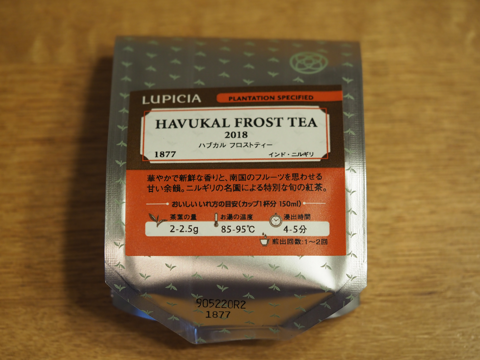 LUPICIA PLANTATION SPECIFIED
HAVUKAL FROST TEA
2018
ハブカル フロストティー
1877 インド・ニルギリ
華やかで新鮮な香りと、南国のフルーツを思わせる
甘い余韻。ニルギリの名園による特別な旬の紅茶。
おいしいいれ方の目安(カップ1杯分 150ml)
茶葉の量 お湯の温度 浸出時間
2-2.5g 85-95℃ 4-5分
煎出回数:1~2回
905220R2
1877